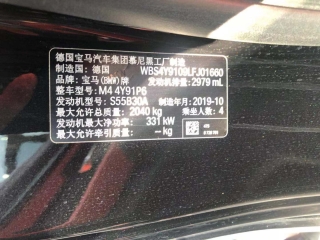 德国宝马汽车集团慕尼黑工厂制造
制造国：德国 WBS4Y9109LFJ01660
品牌：宝马(BMW)牌 发动机排量：2979 mL
整车型号：M4 4Y91P6
发动机型号：S55B30A 制造年月：2019-10
最大允许总质量：2040 kg 乘坐人数：4
发动机最大净功率：331 kW
最大允许牵引质量：-- kg